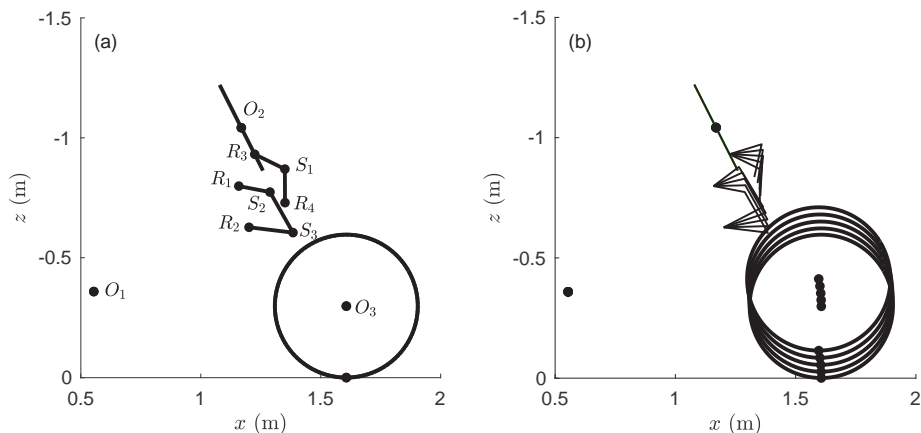 (a)
-1.5
-1
-0.5
0
z (m)
O₂
R₃
S₁
R₁
S₂
R₄
R₂
S₃
O₁
O₃
0.5 1 1.5 2
x (m)
(b)
-1.5
-1
-0.5
0
z (m)
0.5 1 1.5 2
x (m)